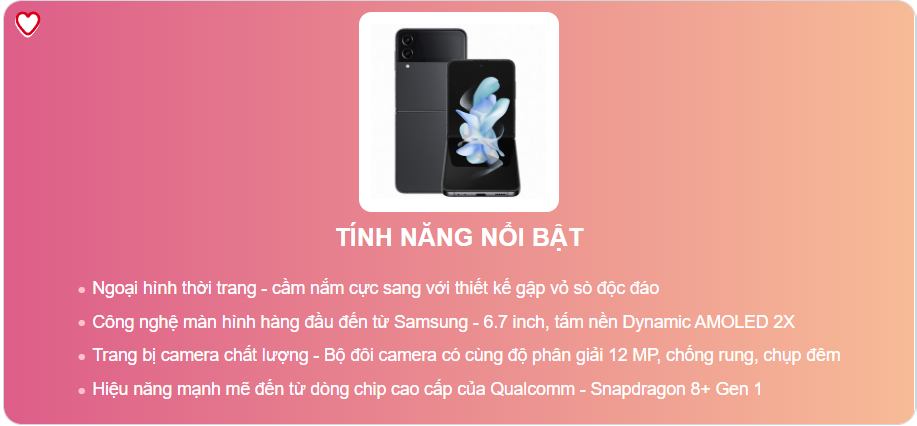 TÍNH NĂNG NỔI BẬT
Ngoại hình thời trang - cầm nắm cực sang với thiết kế gập vỏ sò độc đáo
Công nghệ màn hình hàng đầu đến từ Samsung - 6.7 inch, tấm nền Dynamic AMOLED 2X
Trang bị camera chất lượng - Bộ đôi camera có cùng độ phân giải 12 MP, chống rung, chụp đêm
Hiệu năng mạnh mẽ đến từ dòng chip cao cấp của Qualcomm - Snapdragon 8+ Gen 1